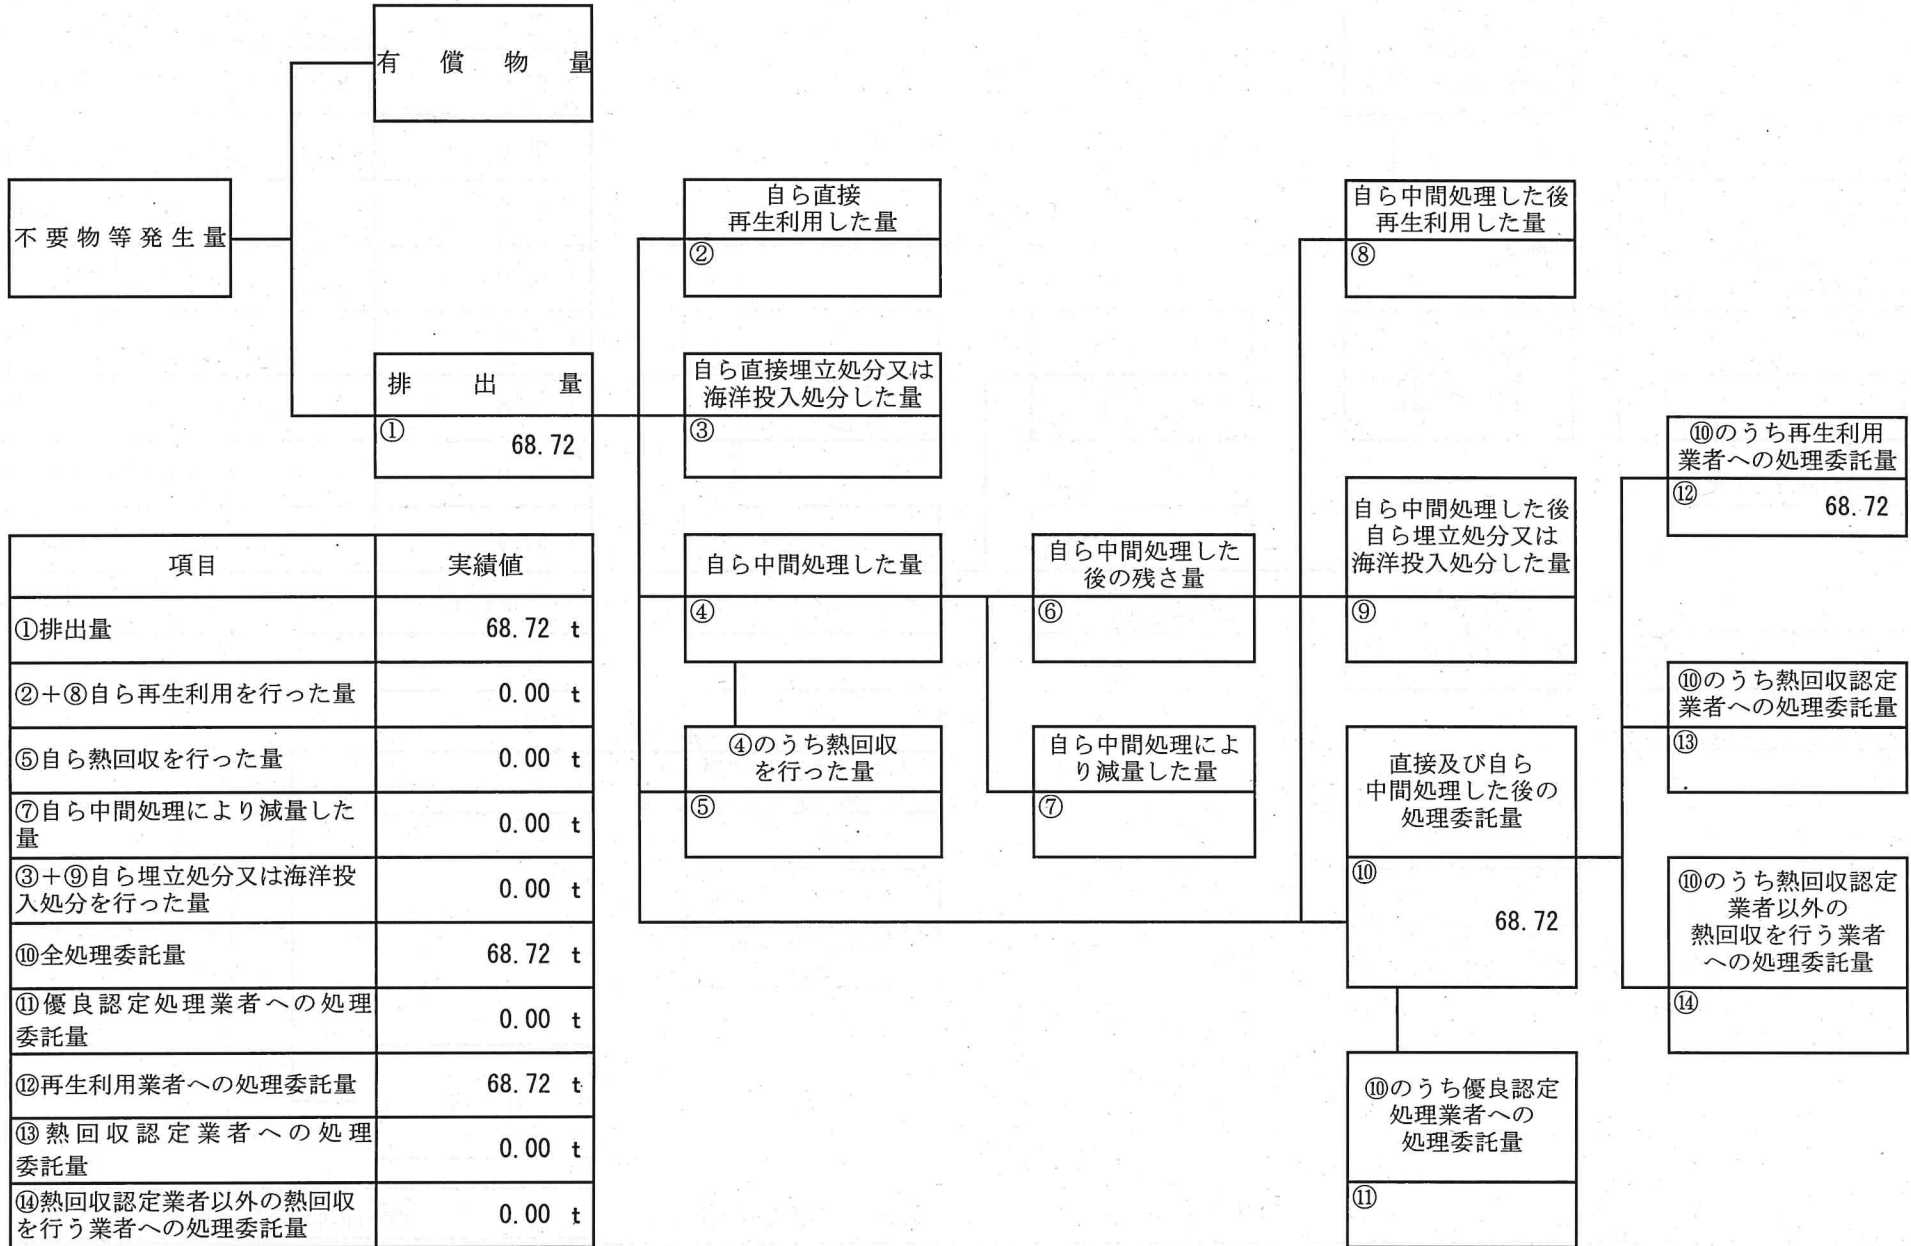 有償物量
不要物等発生量
排出量
①
68.72
自ら直接
再生利用した量
②
自ら直接埋立処分又は
海洋投入処分した量
③
自ら中間処理した量
④
④のうち熱回収
を行った量
⑤
自ら中間処理した
後の残さ量
⑥
自ら中間処理によ
り減量した量
⑦
自ら中間処理した後
再生利用した量
⑧
自ら中間処理した後
自ら埋立処分又は
海洋投入処分した量
⑨
直接及び自ら
中間処理した後の
処理委託量
⑩
68.72
⑩のうち優良認定
処理業者への
処理委託量
⑪
⑩のうち再生利用
業者への処理委託量
⑫
68.72
⑩のうち熱回収認定
業者への処理委託量
⑬
⑩のうち熱回収認定
業者以外の
熱回収を行う業者
への処理委託量
⑭
項目 実績値
①排出量 68.72 t
②+⑧自ら再生利用を行った量 0.00 t
⑤自ら熱回収を行った量 0.00 t
⑦自ら中間処理により減量した
量 0.00 t
③+⑨自ら埋立処分又は海洋投
入処分を行った量 0.00 t
⑩全処理委託量 68.72 t
⑪優良認定処理業者への処理
委託量 0.00 t
⑫再生利用業者への処理委託量 68.72 t
⑬熱回収認定業者への処理
委託量 0.00 t
⑭熱回収認定業者以外の熱回収
を行う業者への処理委託量 0.00 t